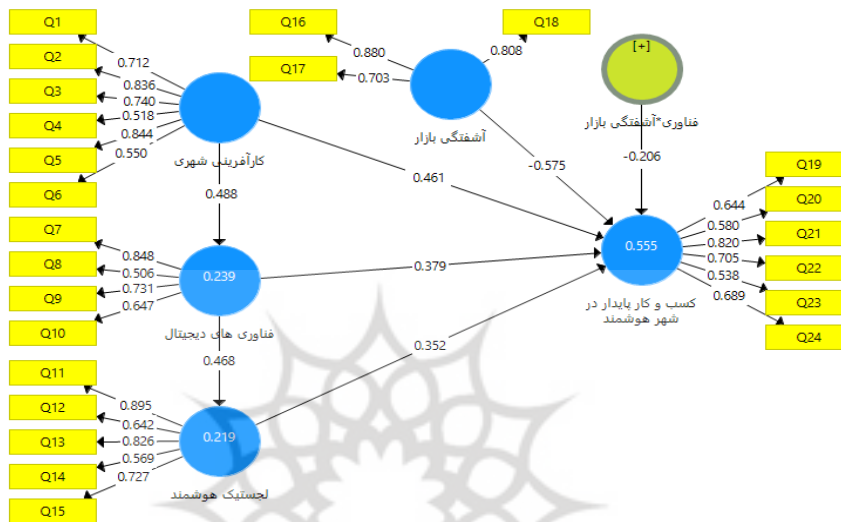 Q1
Q2
Q3
Q4
Q5
Q6
0.712
0.836
0.740
0.518
0.844
0.550
کارآفرینی شهری
Q16
Q17
Q18
0.880
0.703
0.808
آشفتگی بازار
[+]
فناوری*آشفتگی بازار
0.488
0.461
-0.575
-0.206
Q7
Q8
Q9
Q10
0.848
0.506
0.731
0.647
0.239
فناوری های دیجیتال
0.379
0.555
کسب و کار پایدار در
شهر هوشمند
0.644
0.580
0.820
0.705
0.538
0.689
Q19
Q20
Q21
Q22
Q23
Q24
0.468
0.352
Q11
Q12
Q13
Q14
Q15
0.895
0.642
0.826
0.569
0.727
0.219
لجستیک هوشمند